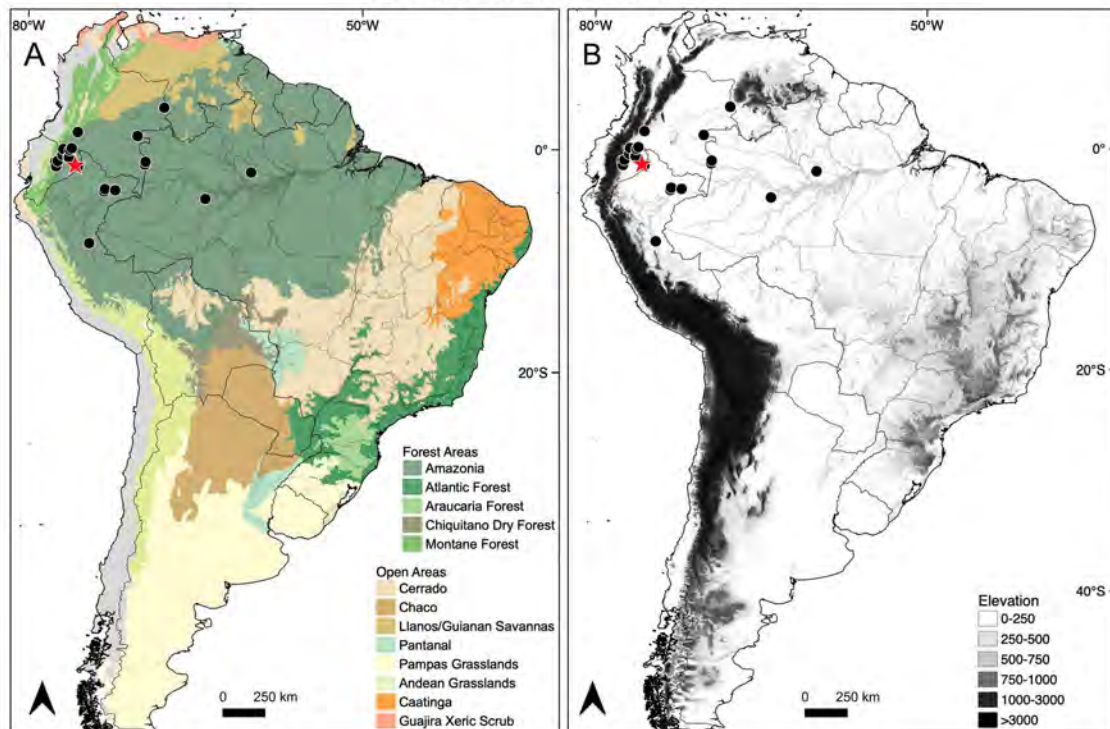 A
80°W
50°W
0°
20°S
Forest Areas
Amazonia
Atlantic Forest
Araucaria Forest
Chiquitano Dry Forest
Montane Forest
Open Areas
Cerrado
Chaco
Llanos/Guianan Savannas
Pantanal
Pampas Grasslands
Andean Grasslands
Caatinga
Guajira Xeric Scrub
0 250 km
B
80°W
50°W
0°
20°S
40°S
Elevation
0-250
250-500
500-750
750-1000
1000-3000
>3000
0 250 km